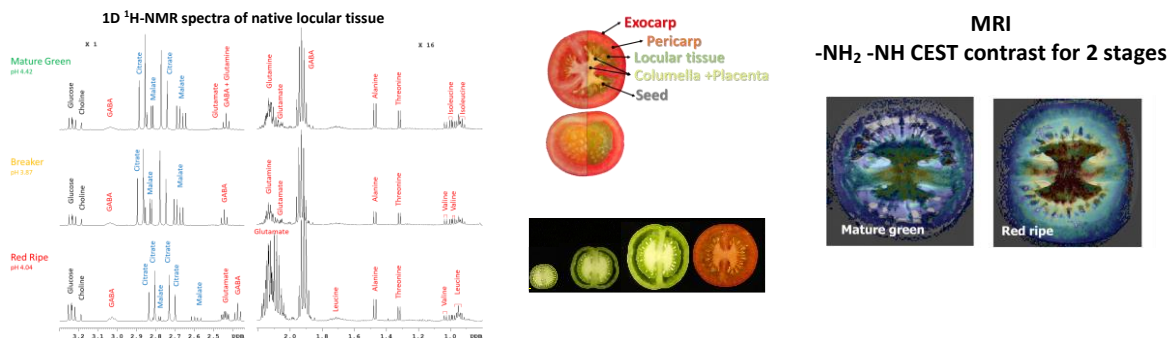 1D ¹H-NMR spectra of native locular tissue
X 1
X 16
Mature Green
pH 4.42
Glucose
Choline
GABA
Citrate
Malate
Citrate
Malate
Glutamate
GABA + Glutamine
Glutamine
Glutamate
GABA
Alanine
Threonine
Isoleucine
Isoleucine
Breaker
Glucose
Choline
GABA
Citrate
Malate
Citrate
Malate
GABA
Glutamine
Glutamate
Alanine
Threonine
Valine
Valine
Red Ripe
pH 4.04
Glucose
Choline
GABA
Citrate
Citrate
Malate
Citrate
Citrate
Malate
Glutamate
GABA
Glutamate
Leucine
Alanine
Threonine
Valine
Leucine
3.2 3.1 3.0 2.9 2.8 2.7 2.6 2.5 ppm
2.0 1.8 1.6 1.4 1.2 1.0 ppm
Exocarp
Pericarp
Locular tissue
Columella +Placenta
Seed
MRI
-NH₂ -NH CEST contrast for 2 stages
Mature green
Red ripe